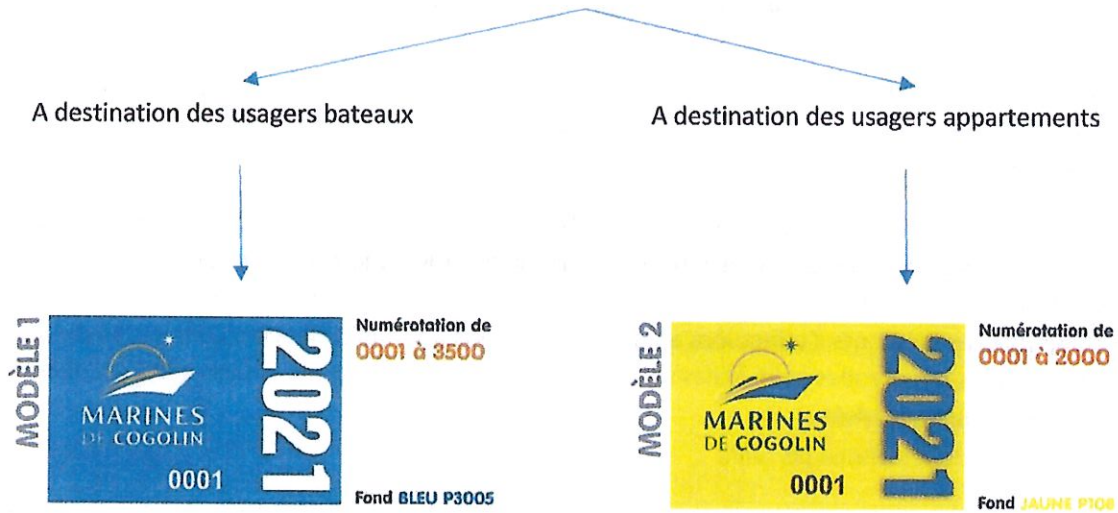 A destination des usagers bateaux
A destination des usagers appartements
MODÈLE 1
MARINES
DE COGOLIN
0001
2021
Numérotation de
0001 à 3500
Fond BLEU P3005
MODÈLE 2
MARINES
DE COGOLIN
0001
2021
Numérotation de
0001 à 2000
Fond JAUNE P108